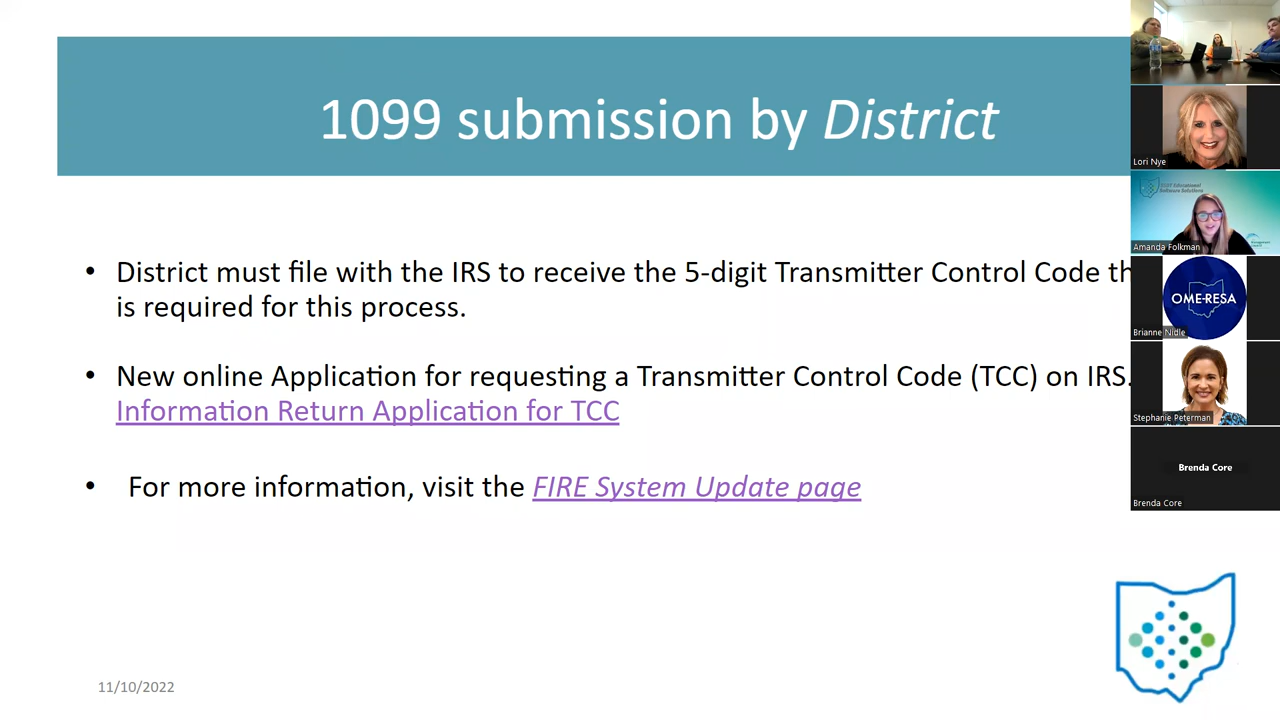 1099 submission by District
• District must file with the IRS to receive the 5-digit Transmitter Control Code
is required for this process.
• New online Application for requesting a Transmitter Control Code (TCC) on IRS.
Information Return Application for TCC
• For more information, visit the FIRE System Update page
11/10/2022
Lori Nye
Educational
Software Solutions
Amanda Folkman
OME-RESA
Brianne Nidle
Stephanie Peterman
Brenda Core
Brenda Core